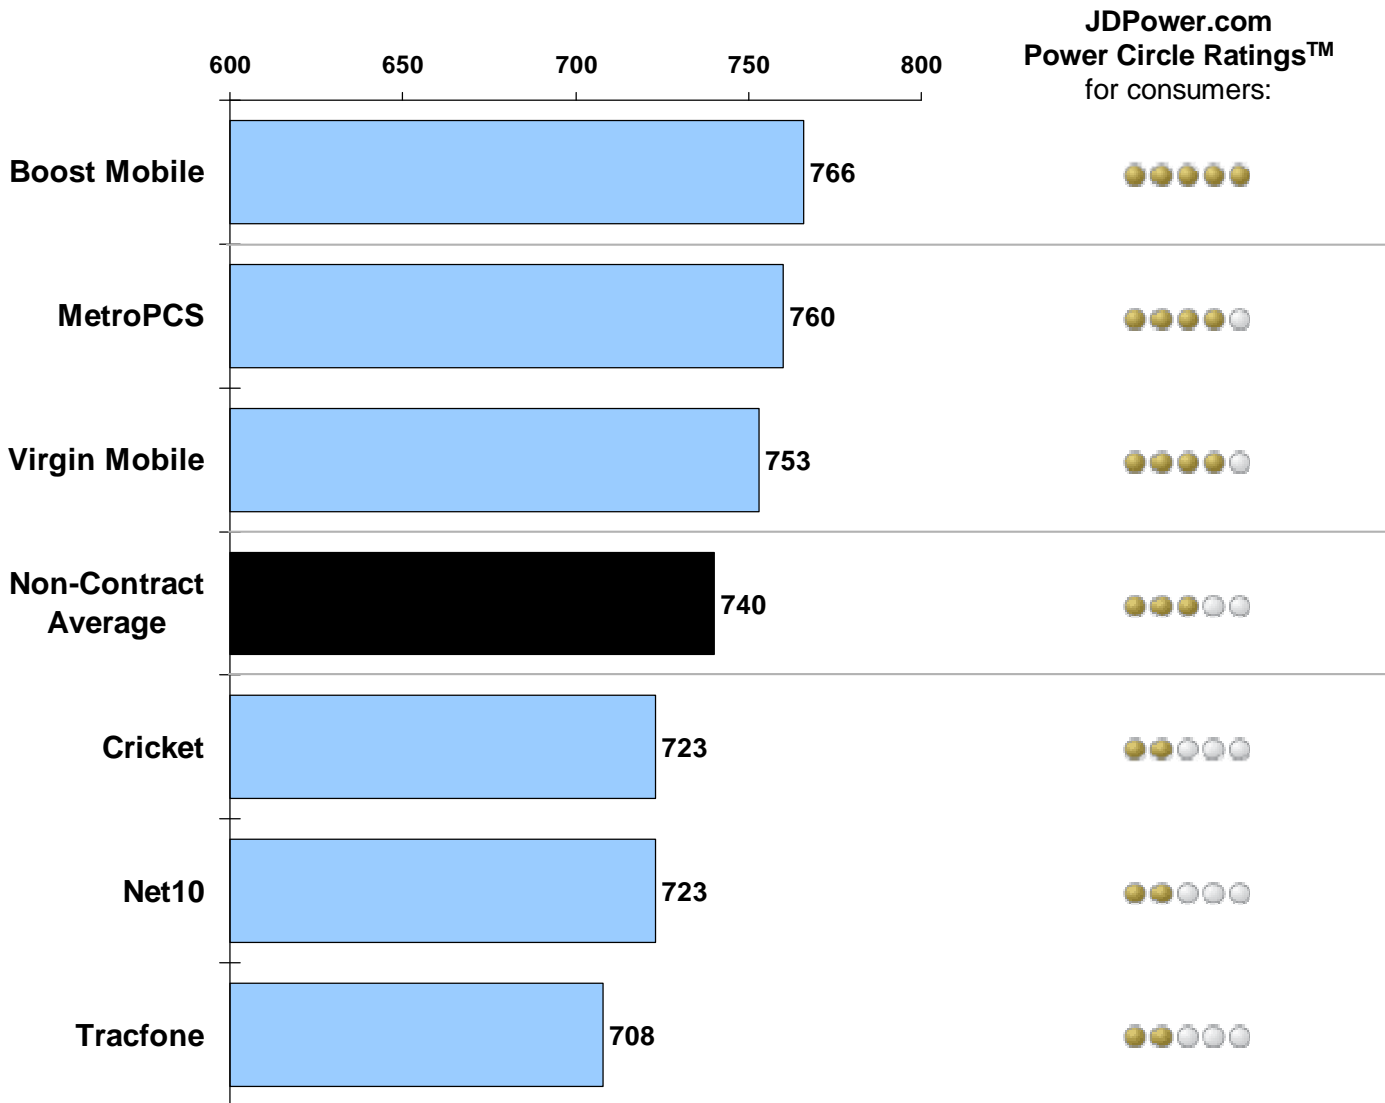 JDPower.com
Power Circle Ratings™
for consumers:
600 650 700 750 800
Boost Mobile 766
MetroPCS 760
Virgin Mobile 753
Non-Contract
Average 740
Cricket 723
Net10 723
Tracfone 708